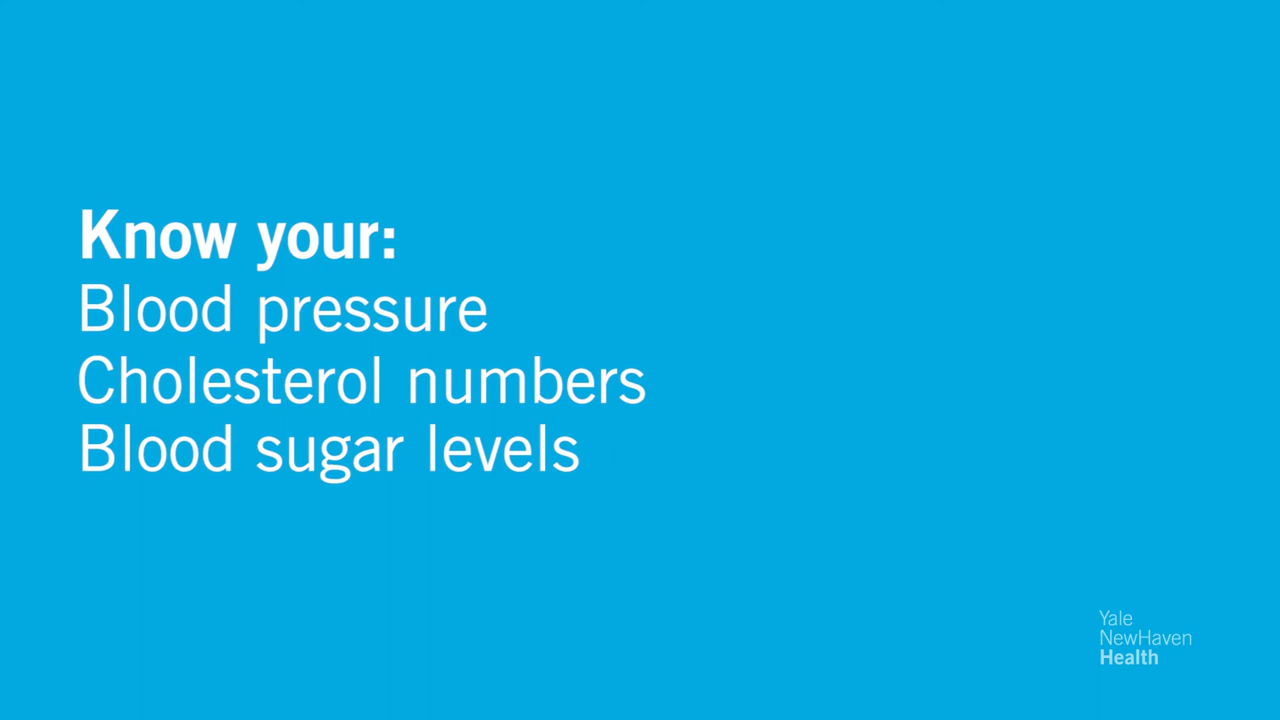 Know your:
Blood pressure
Cholesterol numbers
Blood sugar levels
Yale
NewHaven
Health